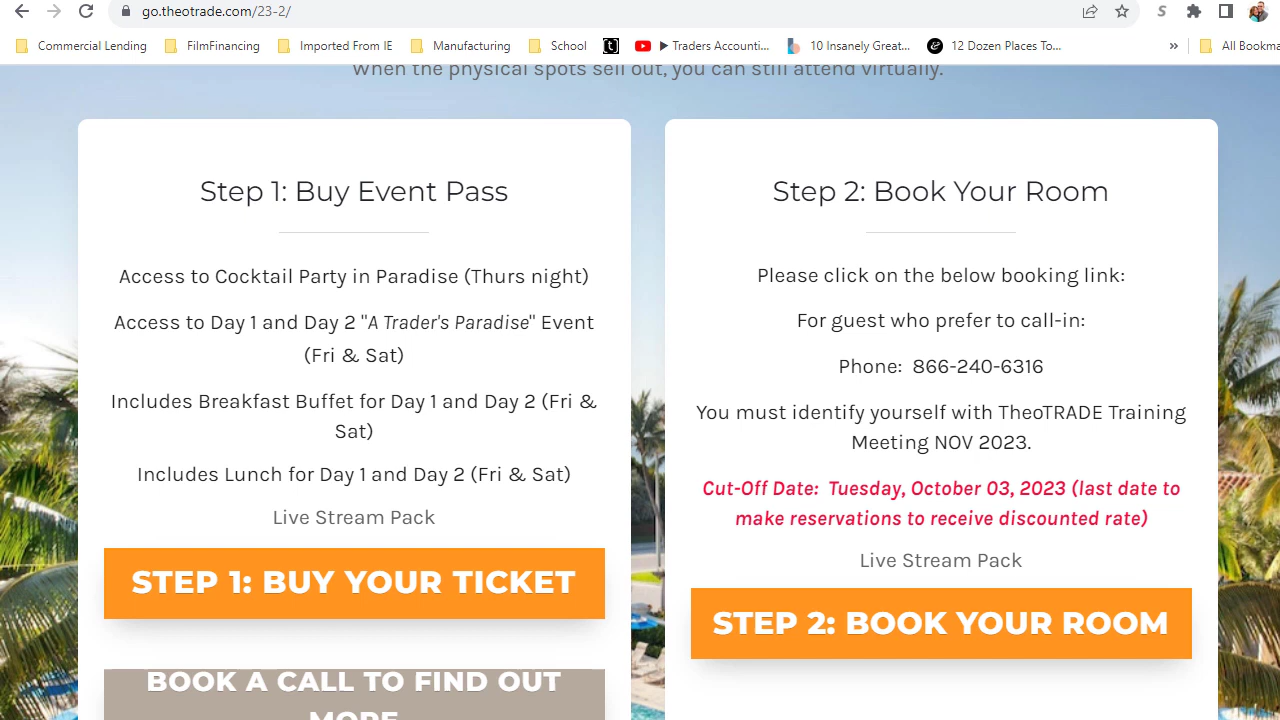 go.theotrade.com/23-2/
Commercial Lending
FilmFinancing
Imported From IE
Manufacturing
School
Traders Accounti...
10 Insanely Great...
12 Dozen Places To...
»
All Bookma
When the physical spots sell out, you can still attend virtually.
Step 1: Buy Event Pass
Access to Cocktail Party in Paradise (Thurs night)
Access to Day 1 and Day 2 "A Trader's Paradise" Event
(Fri & Sat)
Includes Breakfast Buffet for Day 1 and Day 2 (Fri &
Sat)
Includes Lunch for Day 1 and Day 2 (Fri & Sat)
Live Stream Pack
STEP 1: BUY YOUR TICKET
BOOK A CALL TO FIND OUT
MORE
Step 2: Book Your Room
Please click on the below booking link:
For guest who prefer to call-in:
Phone: 866-240-6316
You must identify yourself with TheoTRADE Training
Meeting NOV 2023.
Cut-Off Date: Tuesday, October 03, 2023 (last date to
make reservations to receive discounted rate)
Live Stream Pack
STEP 2: BOOK YOUR ROOM